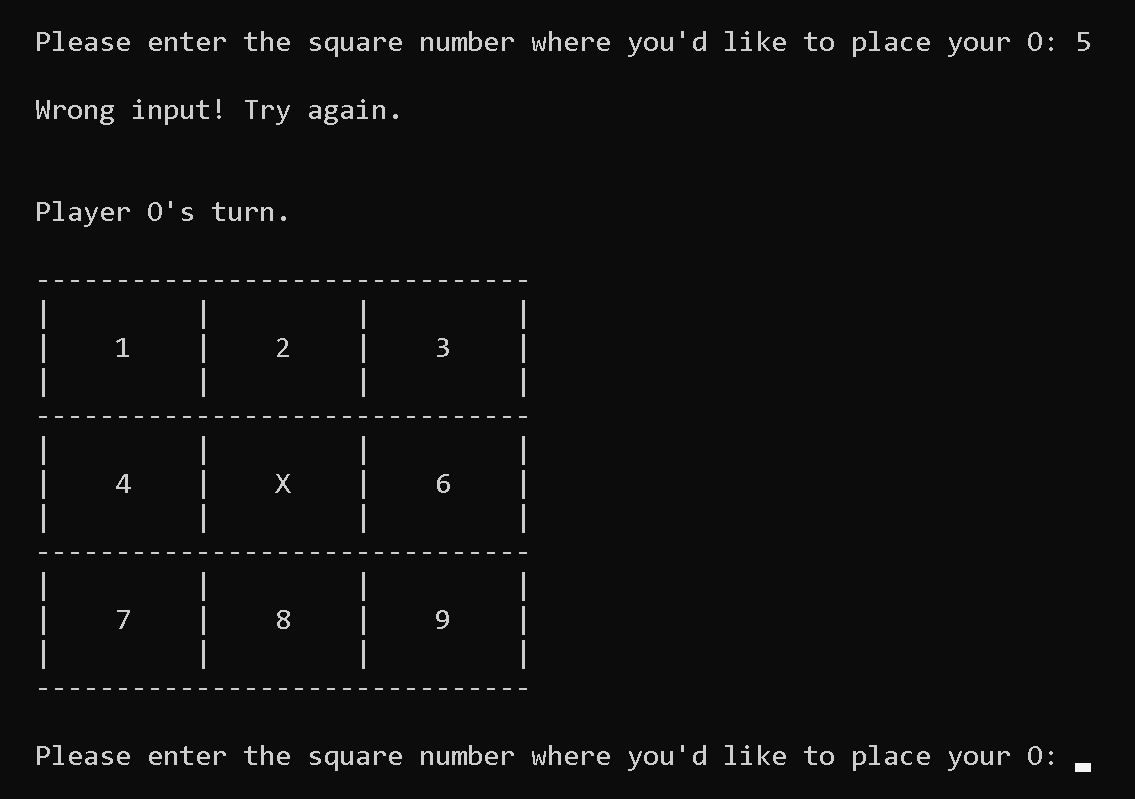 Please enter the square number where you'd like to place your O: 5
Wrong input! Try again.
Player O's turn.
-------------------------------
|         |         |         |
|    1    |    2    |    3    |
|         |         |         |
-------------------------------
|         |         |         |
|    4    |    X    |    6    |
|         |         |         |
-------------------------------
|         |         |         |
|    7    |    8    |    9    |
|         |         |         |
-------------------------------
Please enter the square number where you'd like to place your O: